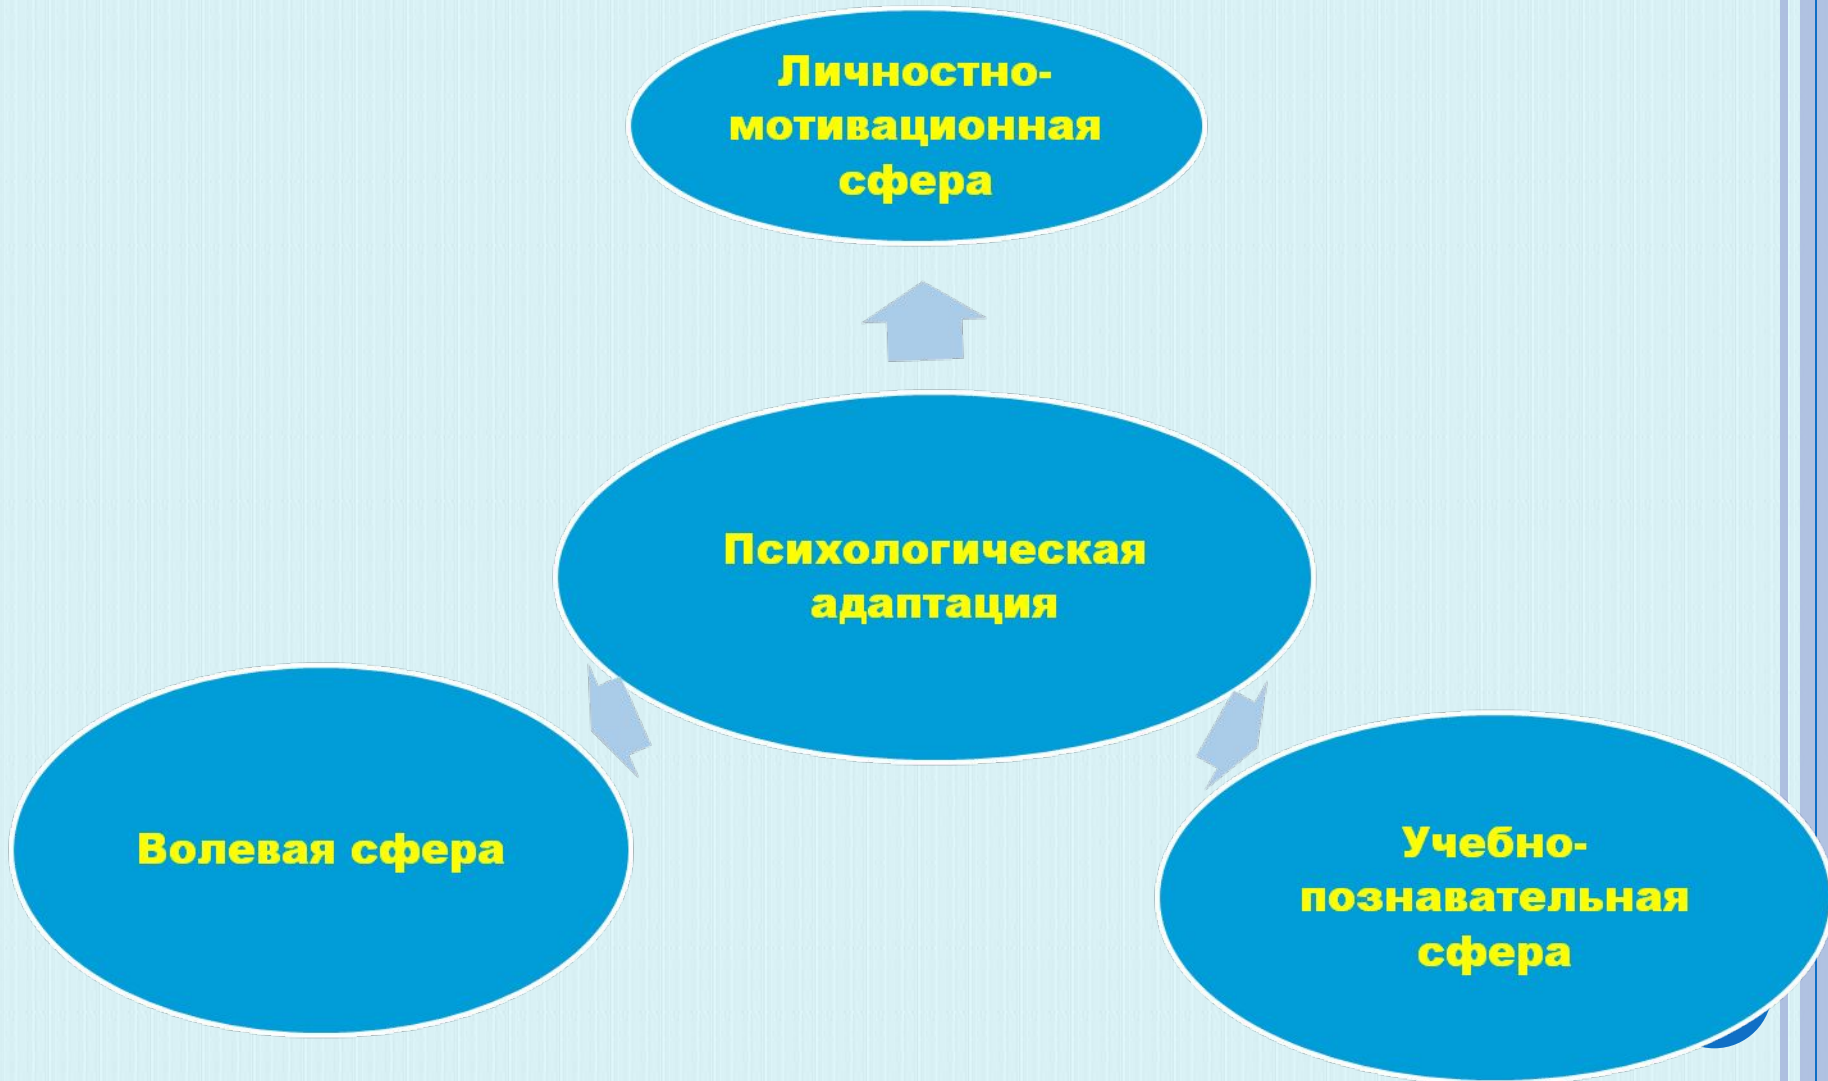 Личностно-
мотивационная
сфера
Психологическая
адаптация
Волевая сфера
Учебно-
познавательная
сфера